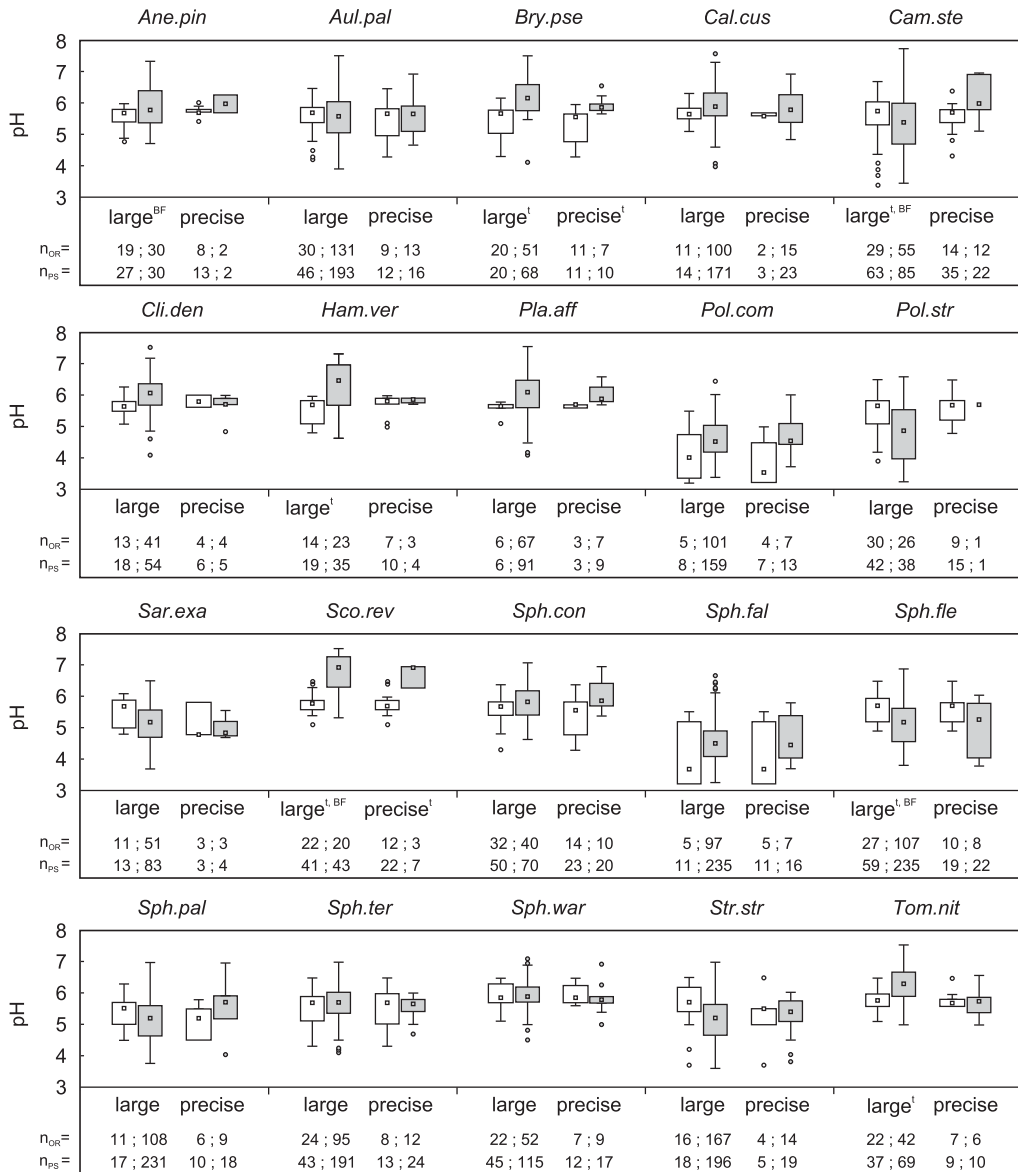 Ane.pin Aul.pal Bry.pse Cal.cus Cam.ste
8
7
6
5
4
3
pH
large^BF precise large precise large^t precise^t large precise large^t, BF precise
n_OR= 19 ; 30 8 ; 2 30 ; 131 9 ; 13 20 ; 51 11 ; 7 11 ; 100 2 ; 15 29 ; 55 14 ; 12
n_PS= 27 ; 30 13 ; 2 46 ; 193 12 ; 16 20 ; 68 11 ; 10 14 ; 171 3 ; 23 63 ; 85 35 ; 22
Cli.den Ham.ver Pla.aff Pol.com Pol.str
8
7
6
5
4
3
pH
large precise large^t precise large precise large precise large precise
n_OR= 13 ; 41 4 ; 4 14 ; 23 7 ; 3 6 ; 67 3 ; 7 5 ; 101 4 ; 7 30 ; 26 9 ; 1
n_PS= 18 ; 54 6 ; 5 19 ; 35 10 ; 4 6 ; 91 3 ; 9 8 ; 159 7 ; 13 42 ; 38 15 ; 1
Sar.exa Sco.rev Sph.con Sph.fal Sph.fle
8
7
6
5
4
3
pH
large precise large^t, BF precise^t large precise large precise large^t, BF precise
n_OR= 11 ; 51 3 ; 3 22 ; 20 12 ; 3 32 ; 40 14 ; 10 5 ; 97 5 ; 7 27 ; 107 10 ; 8
n_PS= 13 ; 83 3 ; 4 41 ; 43 22 ; 7 50 ; 70 23 ; 20 11 ; 235 11 ; 16 59 ; 235 19 ; 22
Sph.pal Sph.ter Sph.war Str.str Tom.nit
8
7
6
5
4
3
pH
large precise large precise large precise large precise large^t precise
n_OR= 11 ; 108 6 ; 9 24 ; 95 8 ; 12 22 ; 52 7 ; 9 16 ; 167 4 ; 14 22 ; 42 7 ; 6
n_PS= 17 ; 231 10 ; 18 43 ; 191 13 ; 24 45 ; 115 12 ; 17 18 ; 196 5 ; 19 37 ; 69 9 ; 10